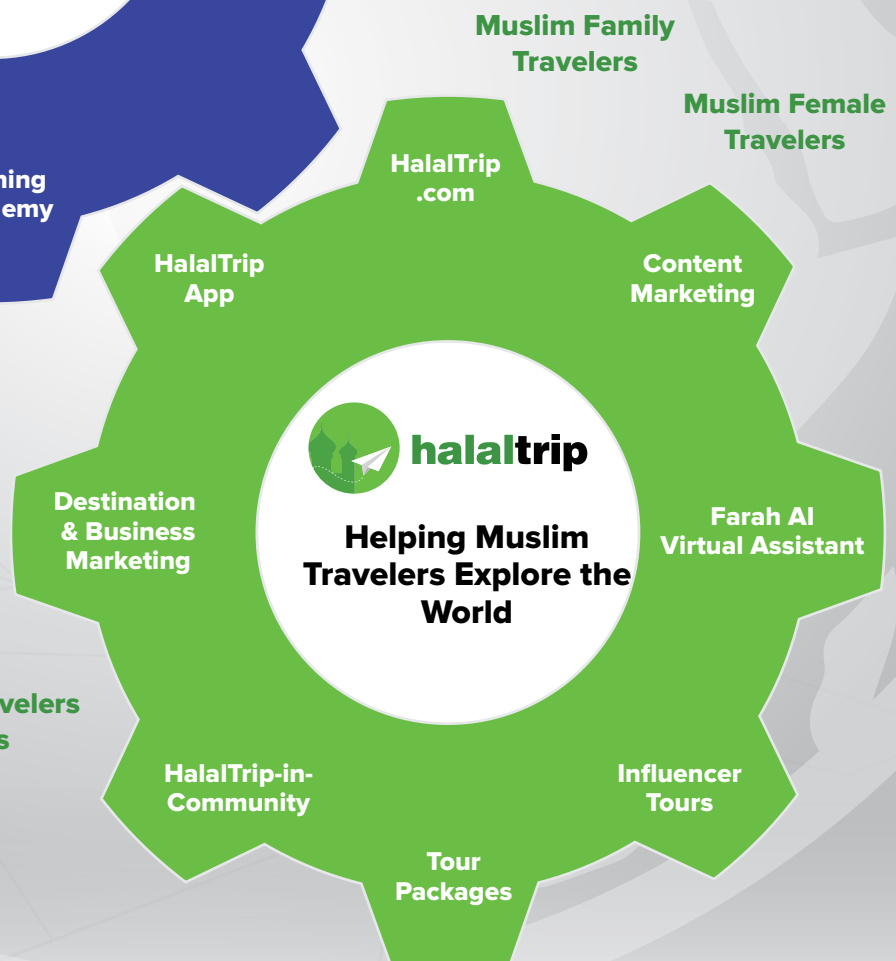 Muslim Family
Travelers
Muslim Female
Travelers
HalalTrip
.com
HalalTrip
App
Content
Marketing
halaltrip
Helping Muslim
Travelers Explore the
World
Destination
& Business
Marketing
Farah AI
Virtual Assistant
HalalTrip-in-
Community
Influencer
Tours
Tour
Packages